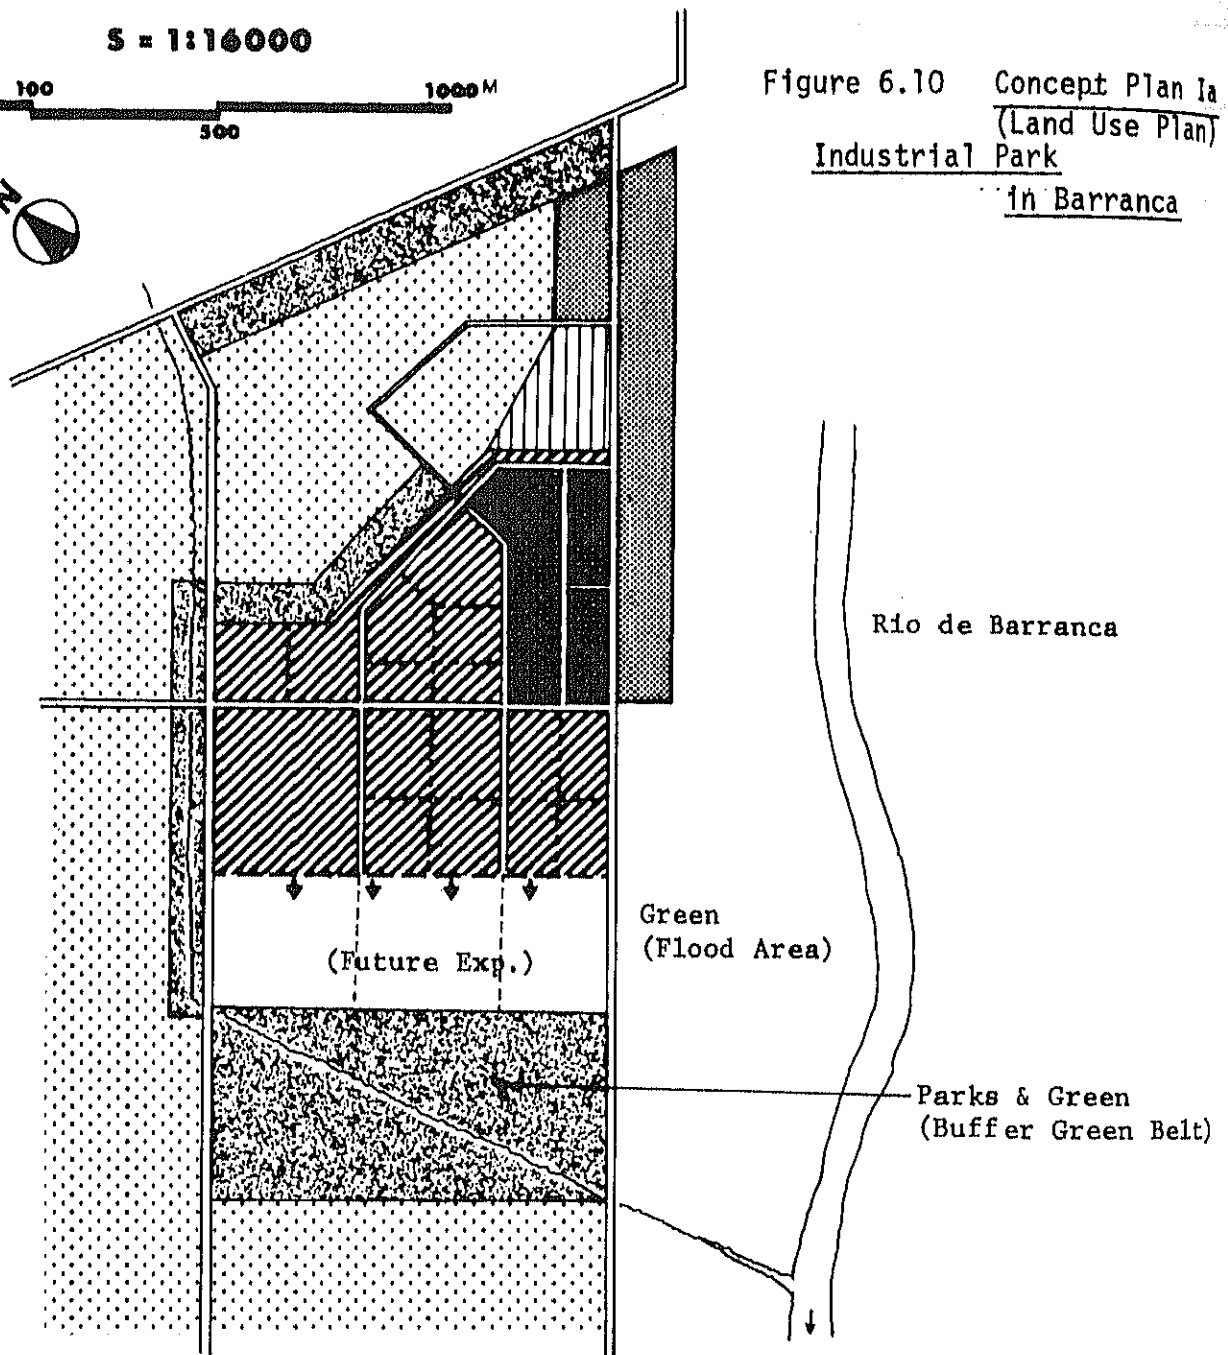 S = 1:16000
100
1000 M
500
N
Figure 6.10 Concept Plan Ia
(Land Use Plan)
Industrial Park
in Barranca
Rio de Barranca
Green
(Flood Area)
(Future Exp.)
Parks & Green
(Buffer Green Belt)